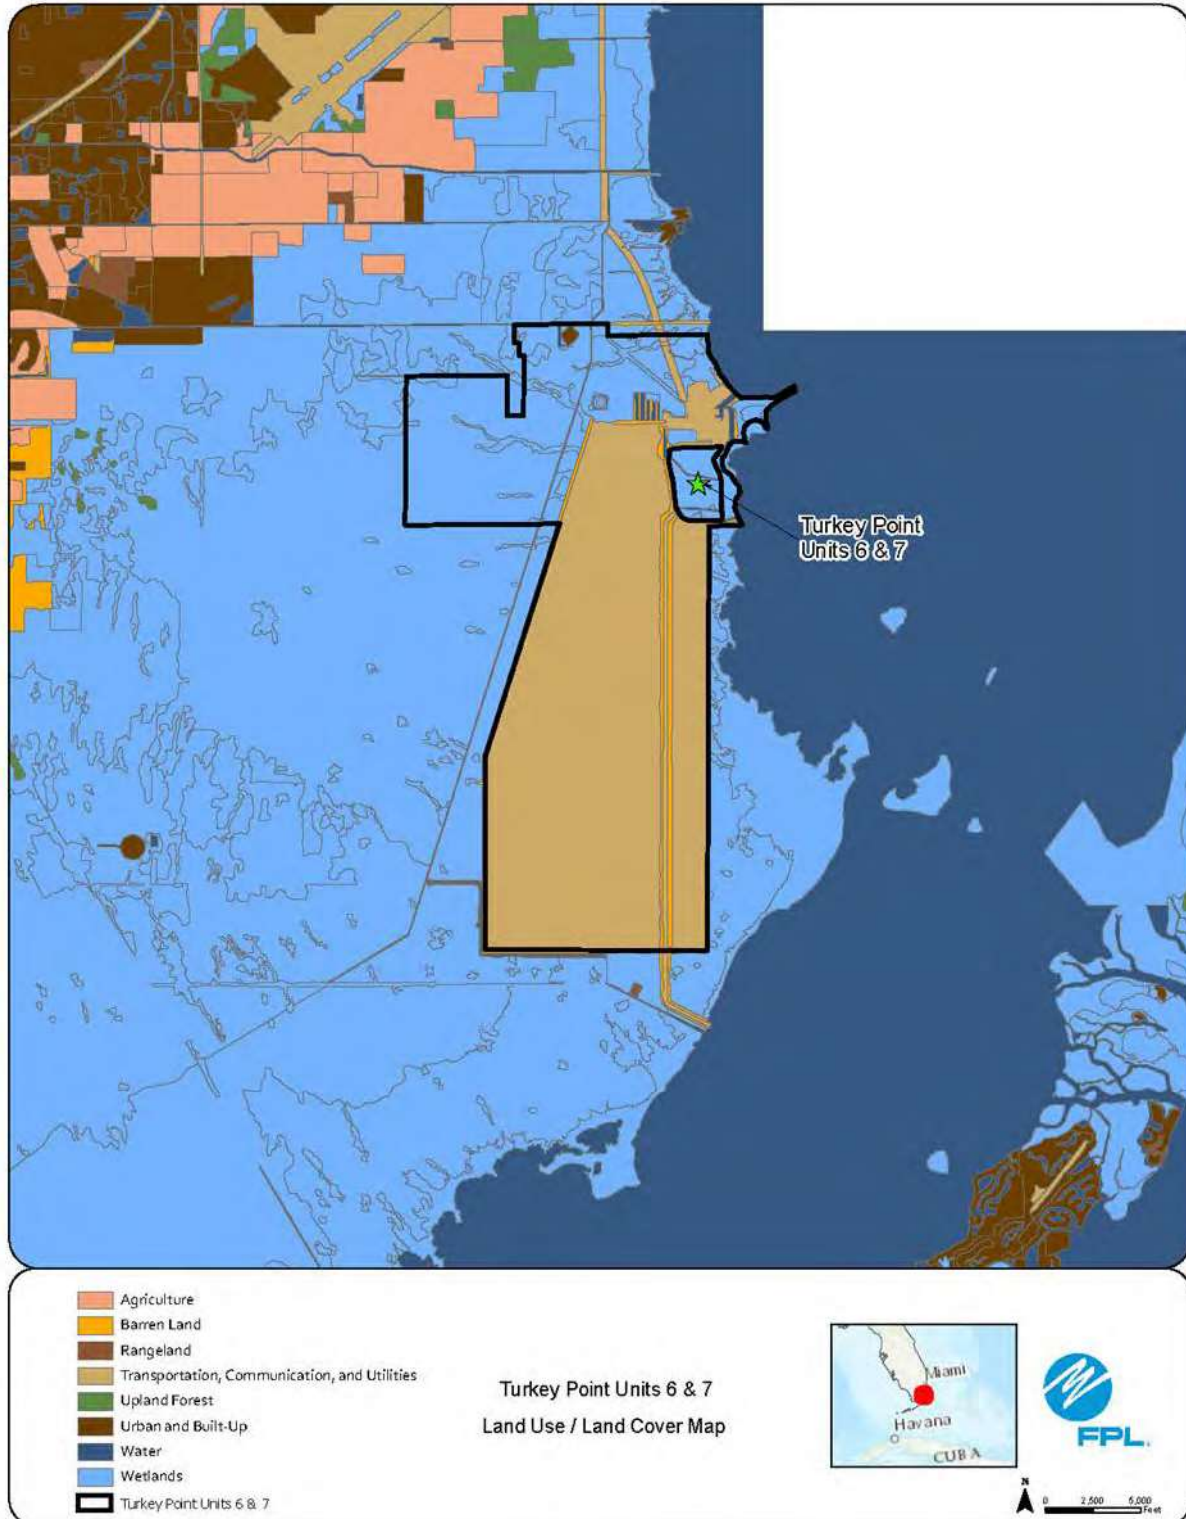 Turkey Point
Units 6 & 7
Agriculture
Barren Land
Rangeland
Transportation, Communication, and Utilities
Upland Forest
Urban and Built-Up
Water
Wetlands
Turkey Point Units 6 & 7
Turkey Point Units 6 & 7
Land Use / Land Cover Map
Miami
Havana
CUBA
FPL.
N
0 2,500 5,000
Feet